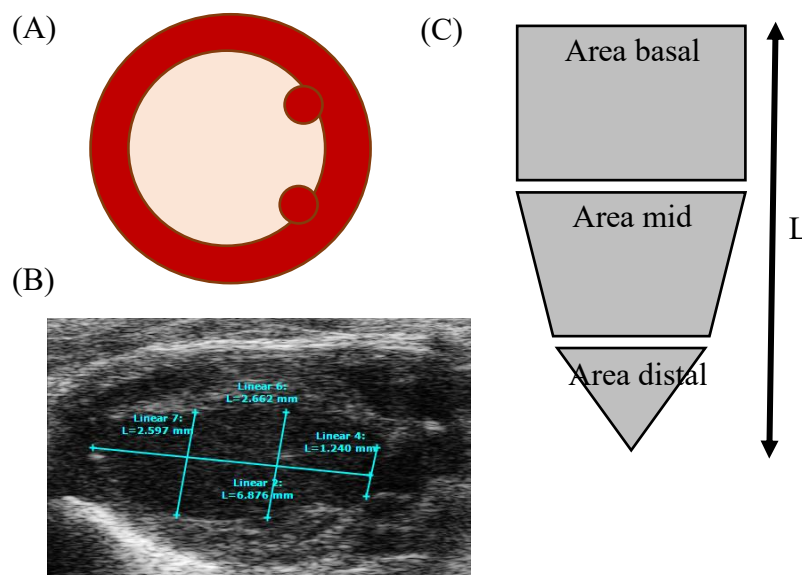 (A)
(C)
Area basal
Area mid
L
(B)
Linear 6:
L=2.662 mm
Linear 7:
L=2.597 mm
Linear 4:
L=1.240 mm
Linear 2:
L=6.876 mm
Area distal